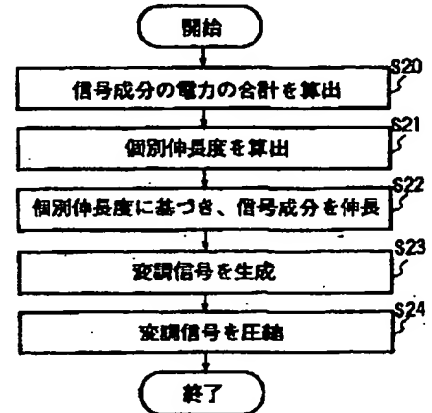 開始
S20
信号成分の電力の合計を算出
S21
個別伸長度を算出
S22
個別伸長度に基づき、信号成分を伸長
S23
変調信号を生成
S24
変調信号を圧縮
終了